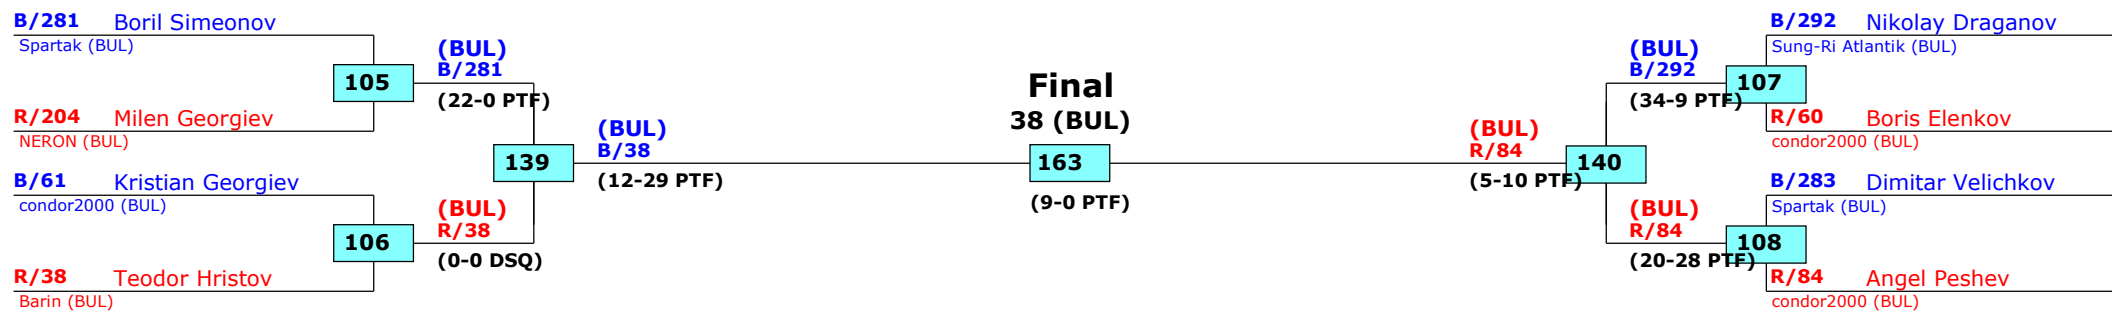 B/281 Boril Simeonov
Spartak (BUL)
105
R/204 Milen Georgiev
NERON (BUL)
(BUL)
B/281
(22-0 PTF)
B/61 Kristian Georgiev
condor2000 (BUL)
106
R/38 Teodor Hristov
Barin (BUL)
(BUL)
R/38
(0-0 DSQ)
139
(BUL)
B/38
(12-29 PTF)
Final
38 (BUL)
163
(9-0 PTF)
(BUL)
R/84
(5-10 PTF)
140
(BUL)
B/292
(34-9 PTF)
107
B/292 Nikolay Draganov
Sung-Ri Atlantik (BUL)
R/60 Boris Elenkov
condor2000 (BUL)
(BUL)
R/84
(20-28 PTF)
108
B/283 Dimitar Velichkov
Spartak (BUL)
R/84 Angel Peshev
condor2000 (BUL)